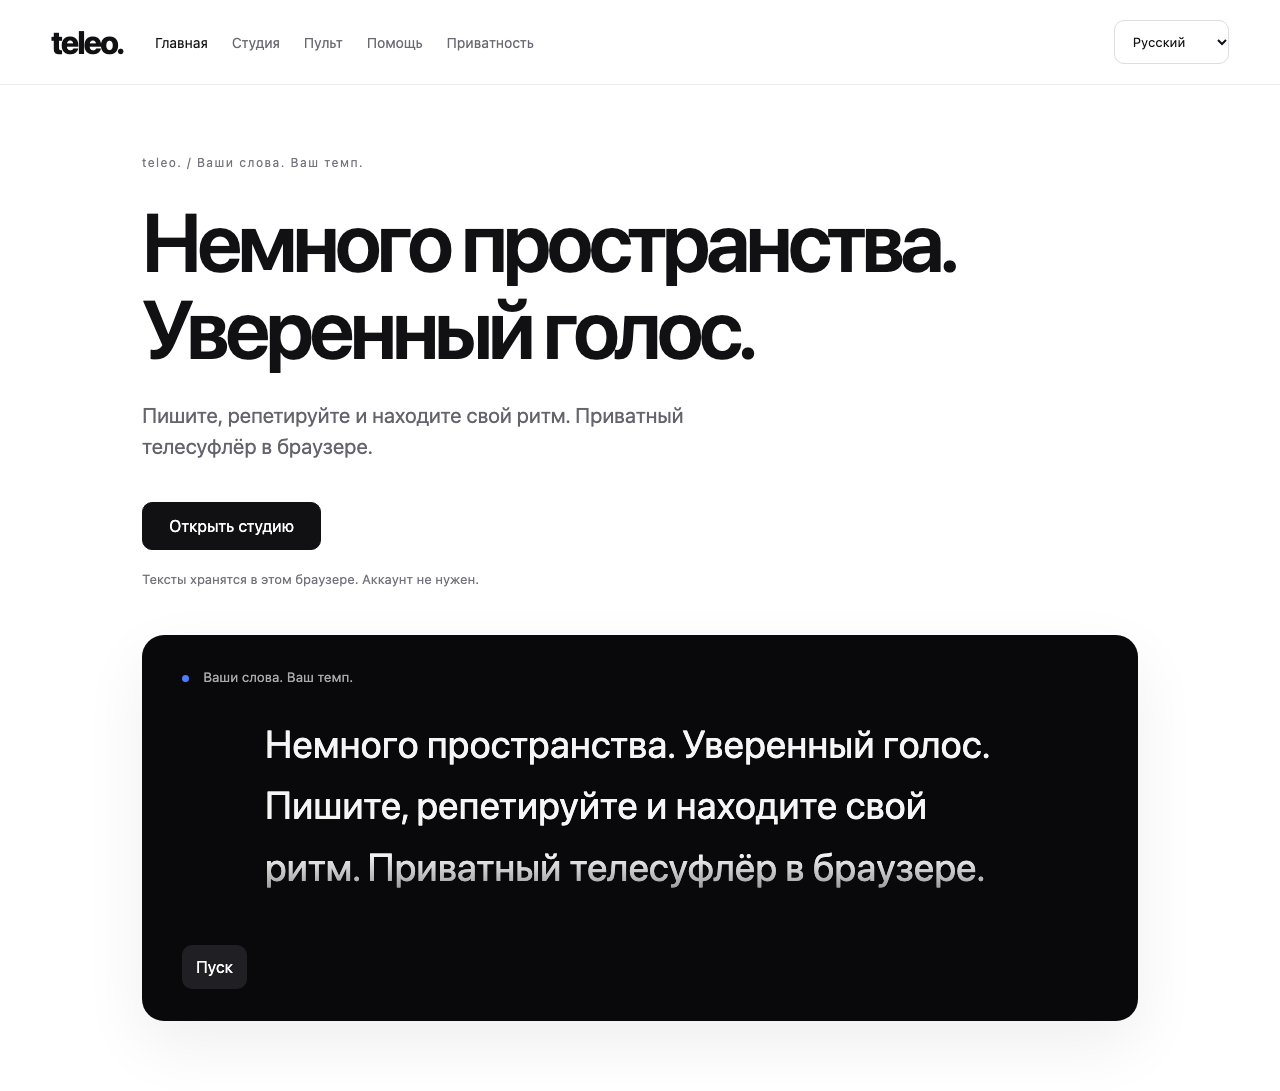 teleo.
Главная
Студия
Пульт
Помощь
Приватность
Русский
teleo. / Ваши слова. Ваш темп.
Немного пространства.
Уверенный голос.
Пишите, репетируйте и находите свой ритм. Приватный
телесуфлёр в браузере.
Открыть студию
Тексты хранятся в этом браузере. Аккаунт не нужен.
Ваши слова. Ваш темп.
Немного пространства. Уверенный голос.
Пишите, репетируйте и находите свой
ритм. Приватный телесуфлёр в браузере.
Пуск